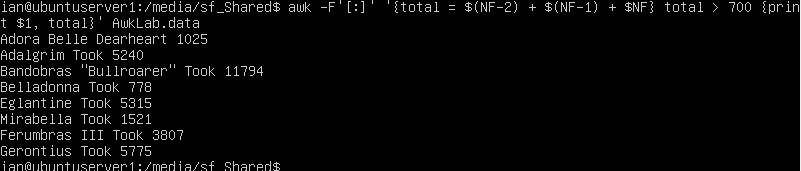 ian@ubuntuserver1:/media/sf_Shared$ awk -F'[:]' '{total = $(NF-2) + $(NF-1) + $NF} total > 700 {prin
t $1, total}' AwkLab.data
Adora Belle Dearheart 1025
Adalgrim Took 5240
Bandobras "Bullroarer" Took 11794
Belladonna Took 778
Eglantine Took 5315
Mirabella Took 1521
Ferumbras III Took 3807
Gerontius Took 5775
ian@ubuntuserver1:/media/sf_Shared$